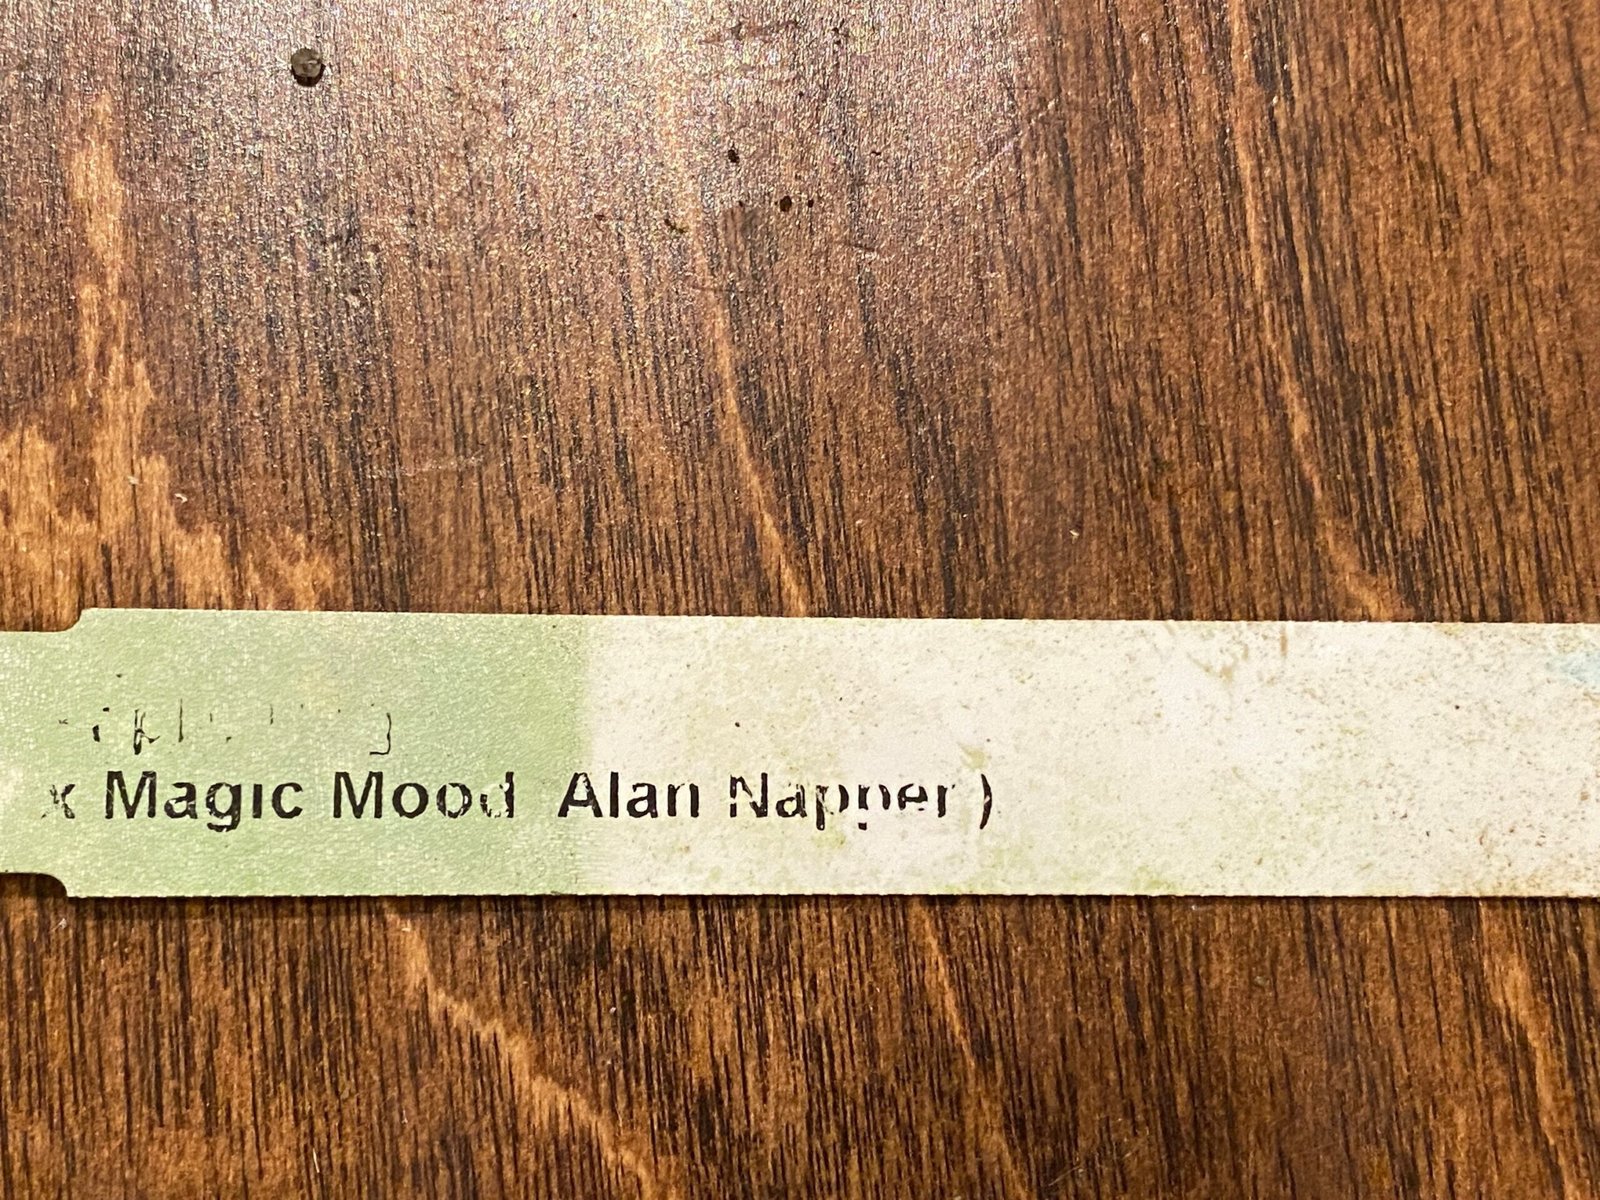 x Magic Mood Alan Napper )